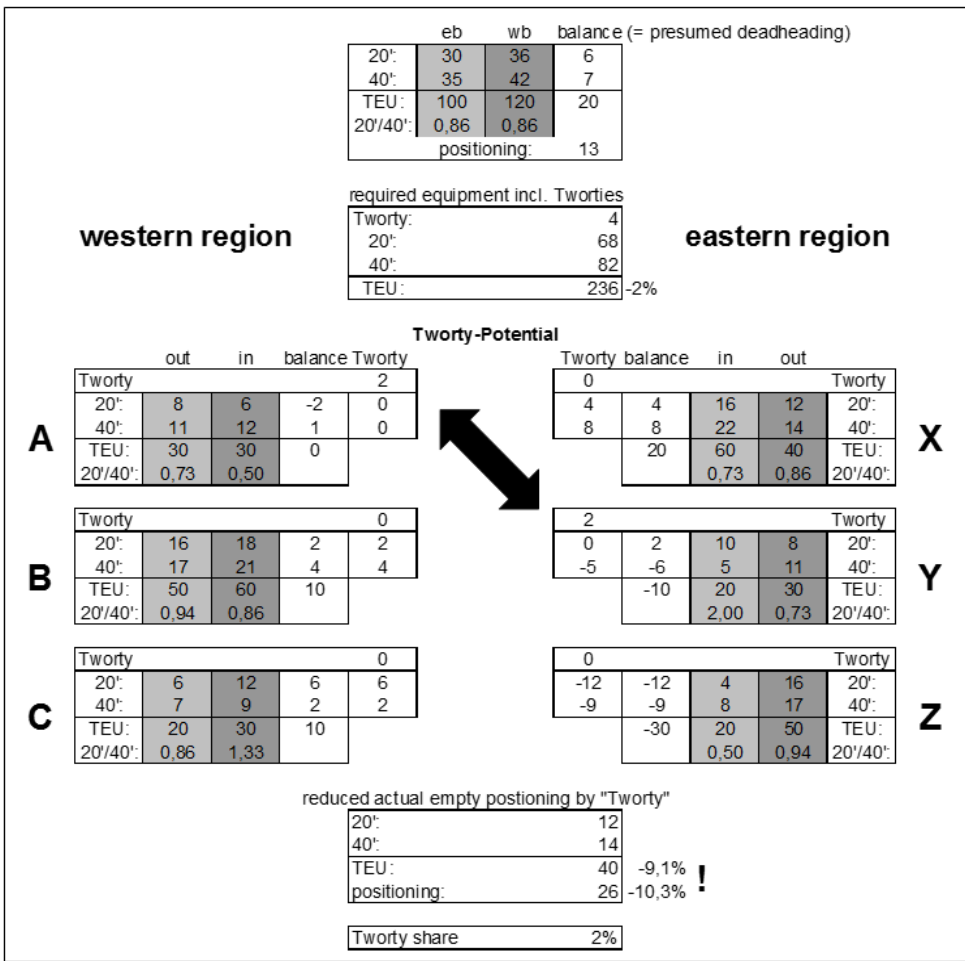 eb wb balance (= presumed deadheading)
20': 30 36 6
40': 35 42 7
TEU: 100 120 20
20'/40': 0,86 0,86
positioning: 13
required equipment incl. Tworties
Tworty: 4
20': 68
40': 82
TEU: 236 -2%
western region
eastern region
Tworty-Potential
out in balance Tworty
Tworty 2
A
20': 8 6 -2 0
40': 11 12 1 0
TEU: 30 30 0
20'/40': 0,73 0,50
Tworty balance in out
0 Tworty
4 4 16 12 20':
8 8 22 14 40':
20 60 40 TEU:
0,73 0,86 20'/40':
X
Tworty 0
B
20': 16 18 2 2
40': 17 21 4 4
TEU: 50 60 10
20'/40': 0,94 0,86
2 Tworty
0 2 10 8 20':
-5 -6 5 11 40':
-10 20 30 TEU:
2,00 0,73 20'/40':
Y
Tworty 0
C
20': 6 12 6 6
40': 7 9 2 2
TEU: 20 30 10
20'/40': 0,86 1,33
0 Tworty
-12 -12 4 16 20':
-9 -9 8 17 40':
-30 20 50 TEU:
0,50 0,94 20'/40':
Z
reduced actual empty postioning by "Tworty"
20': 12
40': 14
TEU: 40 -9,1%
positioning: 26 -10,3%
!
Tworty share 2%